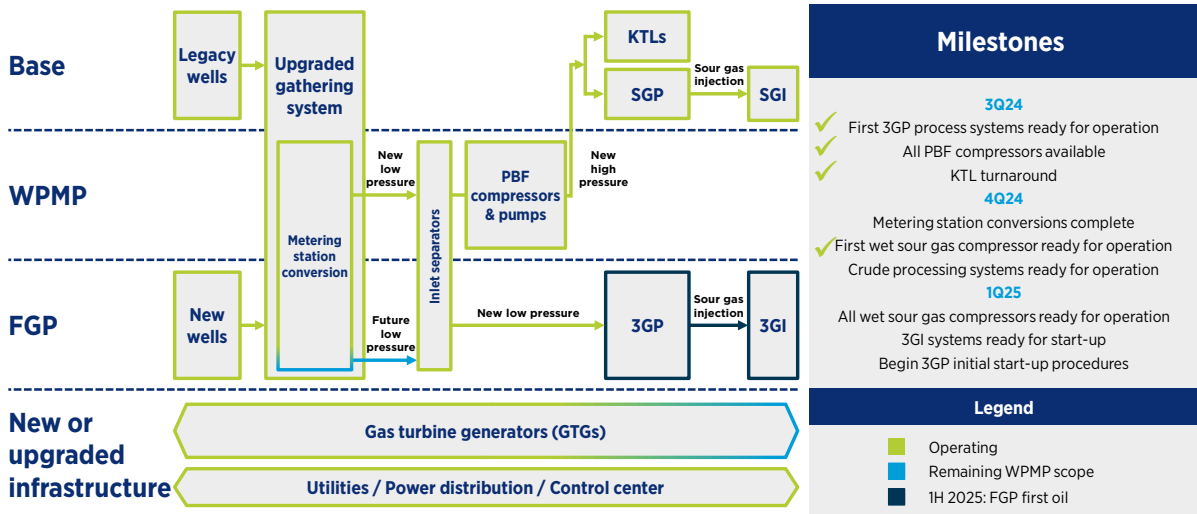 Base
Legacy
wells
Upgraded
gathering
system
KTLs
SGP
Sour gas
injection
SGI
WPMP
Metering
station
conversion
New low
pressure
Inlet separators
PBF
compressors
& pumps
New
high
pressure
FGP
New
wells
Future
low
pressure
New low pressure
3GP
Sour gas
injection
3GI
New or
upgraded
infrastructure
Gas turbine generators (GTGs)
Utilities / Power distribution / Control center
Milestones
3Q24
First 3GP process systems ready for operation
All PBF compressors available
KTL turnaround
4Q24
Metering station conversions complete
First wet sour gas compressor ready for operation
Crude processing systems ready for operation
1Q25
All wet sour gas compressors ready for operation
3GI systems ready for start-up
Begin 3GP initial start-up procedures
Legend
Operating
Remaining WPMP scope
1H 2025: FGP first oil